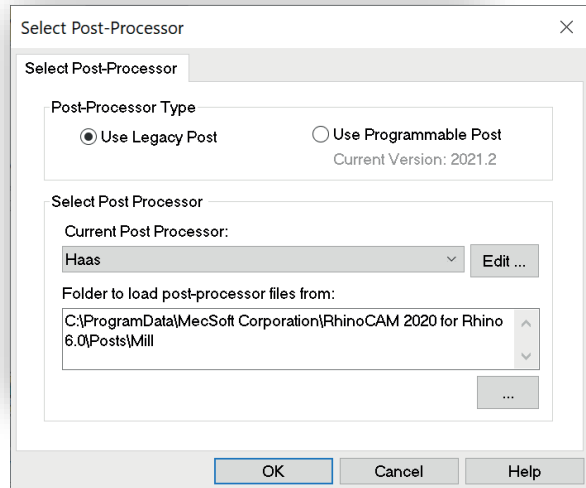 Select Post-Processor
Select Post-Processor
Post-Processor Type
Use Legacy Post
Use Programmable Post
Current Version: 2021.2
Select Post Processor
Current Post Processor:
Haas
Edit ...
Folder to load post-processor files from:
C:\ProgramData\MecSoft Corporation\RhinoCAM 2020 for Rhino
6.0\Posts\Mill
...
OK
Cancel
Help